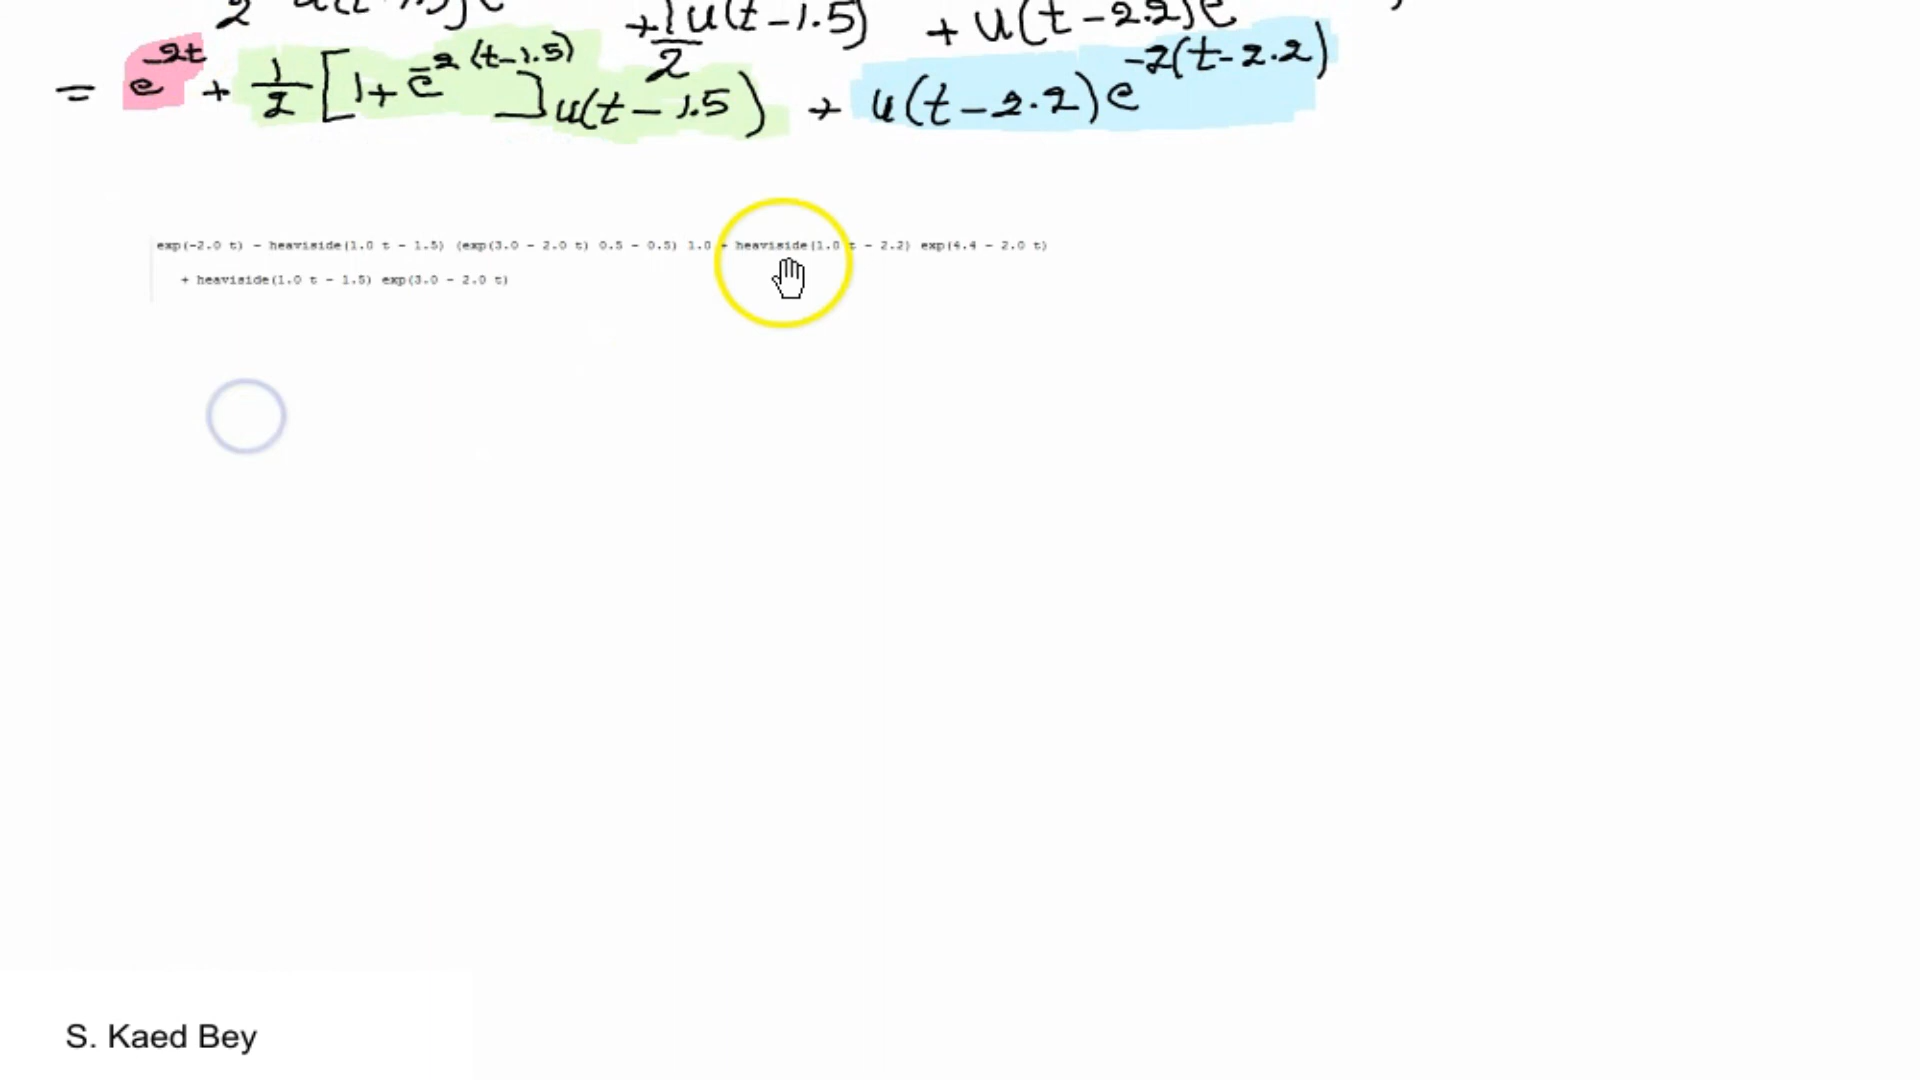 + 1/2 u(t-1.5) + u(t-2.2)e
= e^-2t + 1/2 [1 + e^-2(t-1.5)] u(t-1.5) + u(t-2.2) e^-2(t-2.2)
exp(-2.0 t) - heaviside(1.0 t - 1.5) (exp(3.0 - 2.0 t) 0.5 - 0.5) 1.0 + heaviside(1.0 t - 2.2) exp(4.4 - 2.0 t)
+ heaviside(1.0 t - 1.5) exp(3.0 - 2.0 t)
S. Kaed Bey